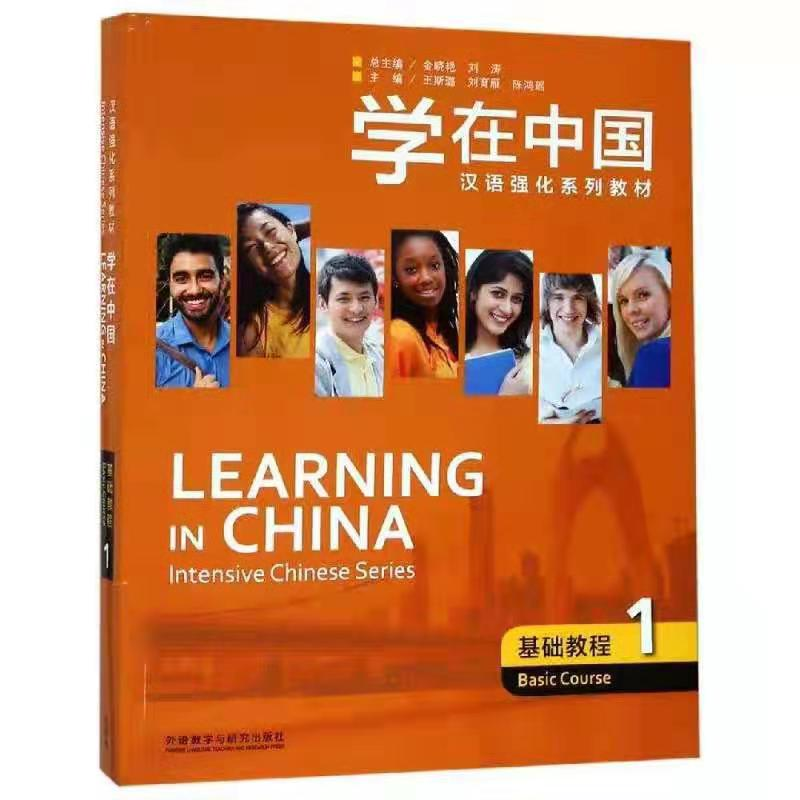 总主编/金晓艳 刘涛
主编/王斯璐 刘育雁 陈鸿瑶
学在中国
汉语强化系列教材
LEARNING
IN CHINA
Intensive Chinese Series
基础教程 1
Basic Course
外语教学与研究出版社
FOREIGN LANGUAGE TEACHING AND RESEARCH PRESS
汉语强化系列教材
Intensive Chinese Series
学在中国
LEARNING IN CHINA
基础教程
1